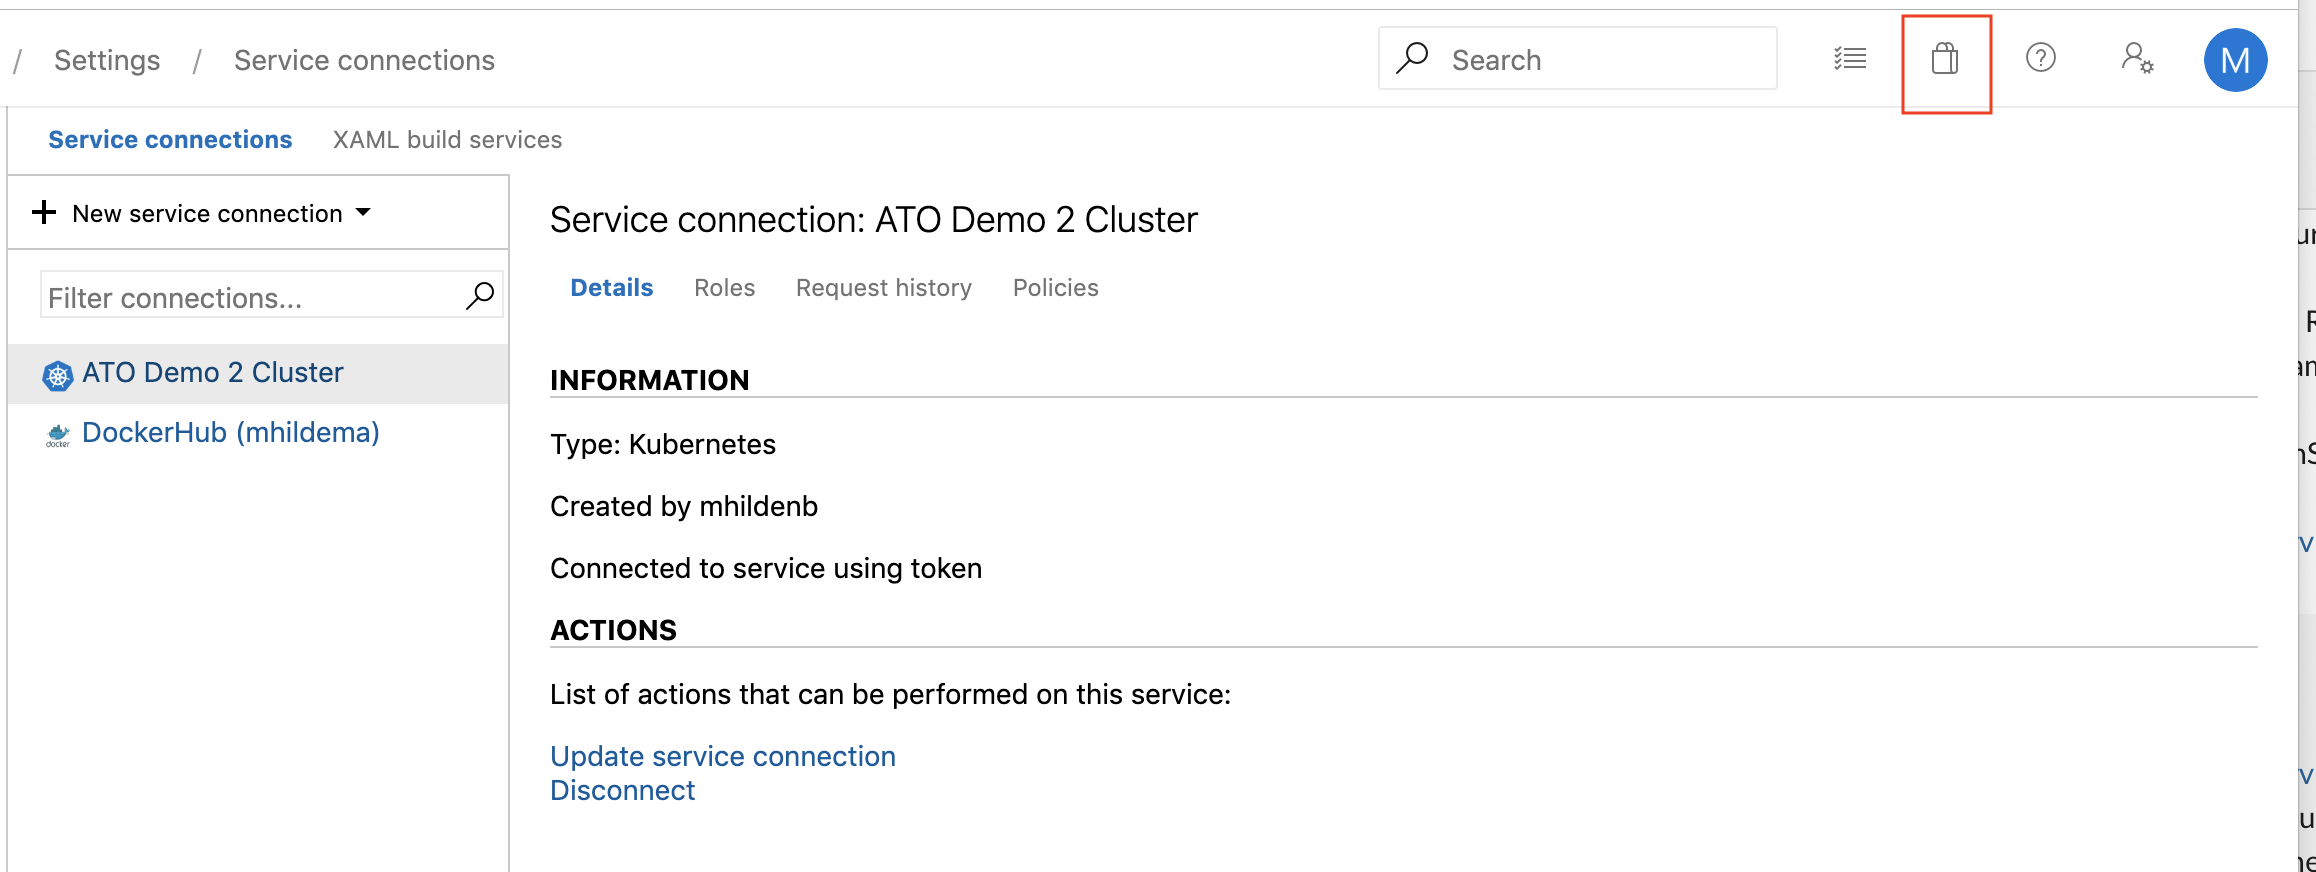 / Settings / Service connections
Search
M
Service connections XAML build services
New service connection
Filter connections...
ATO Demo 2 Cluster
docker DockerHub (mhildema)
Service connection: ATO Demo 2 Cluster
Details Roles Request history Policies
INFORMATION
Type: Kubernetes
Created by mhildenb
Connected to service using token
ACTIONS
List of actions that can be performed on this service:
Update service connection
Disconnect